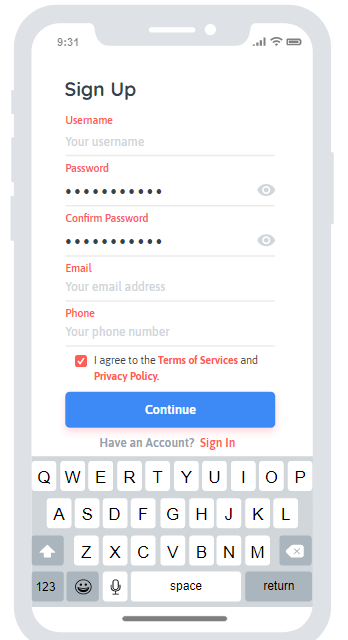 9:31
Sign Up
Username
Your username
Password
•••••••••••
Confirm Password
•••••••••••
Email
Your email address
Phone
Your phone number
I agree to the Terms of Services and
Privacy Policy.
Continue
Have an Account? Sign In
Q W E R T Y U I O P
A S D F G H J K L
Z X C V B N M
123 space return